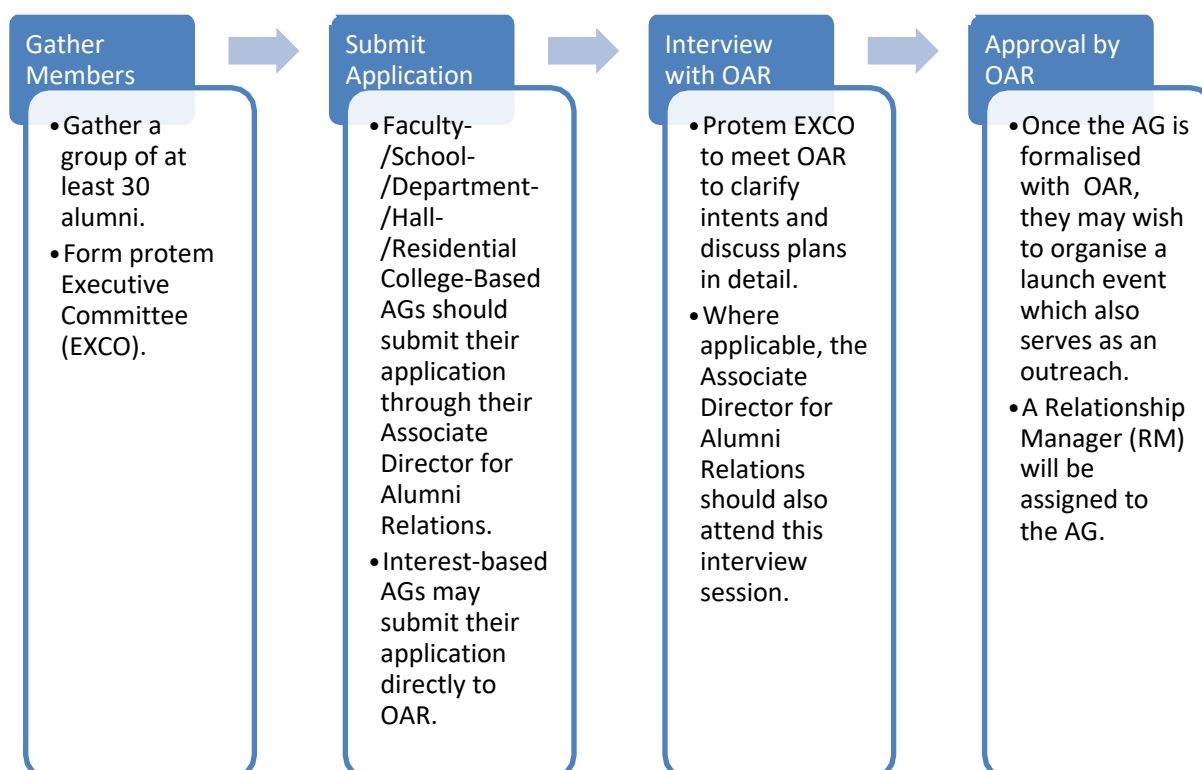 Gather
Members
•Gather a
group of at
least 30
alumni.
•Form protem
Executive
Committee
(EXCO).
Submit
Application
•Faculty-
/School-
/Department-
/Hall-
/Residential
College-Based
AGs should
submit their
application
through their
Associate
Director for
Alumni
Relations.
•Interest-based
AGs may
submit their
application
directly to
OAR.
Interview
with OAR
•Protem EXCO
to meet OAR
to clarify
intents and
discuss plans
in detail.
•Where
applicable, the
Associate
Director for
Alumni
Relations
should also
attend this
interview
session.
Approval by
OAR
•Once the AG is
formalised
with OAR,
they may wish
to organise a
launch event
which also
serves as an
outreach.
•A Relationship
Manager (RM)
will be
assigned to
the AG.